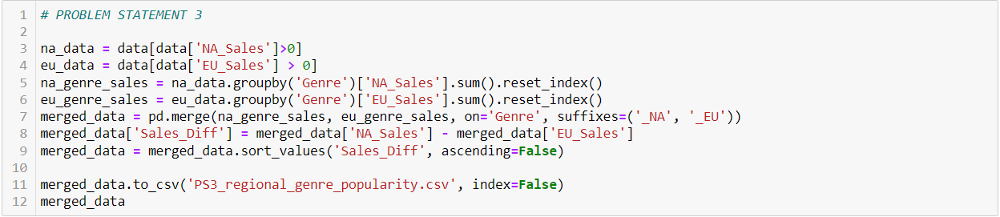 1 # PROBLEM STATEMENT 3
2
3 na_data = data[data['NA_Sales']>0]
4 eu_data = data[data['EU_Sales'] > 0]
5 na_genre_sales = na_data.groupby('Genre')['NA_Sales'].sum().reset_index()
6 eu_genre_sales = eu_data.groupby('Genre')['EU_Sales'].sum().reset_index()
7 merged_data = pd.merge(na_genre_sales, eu_genre_sales, on='Genre', suffixes=('_NA', '_EU'))
8 merged_data['Sales_Diff'] = merged_data['NA_Sales'] - merged_data['EU_Sales']
9 merged_data = merged_data.sort_values('Sales_Diff', ascending=False)
10
11 merged_data.to_csv('PS3_regional_genre_popularity.csv', index=False)
12 merged_data